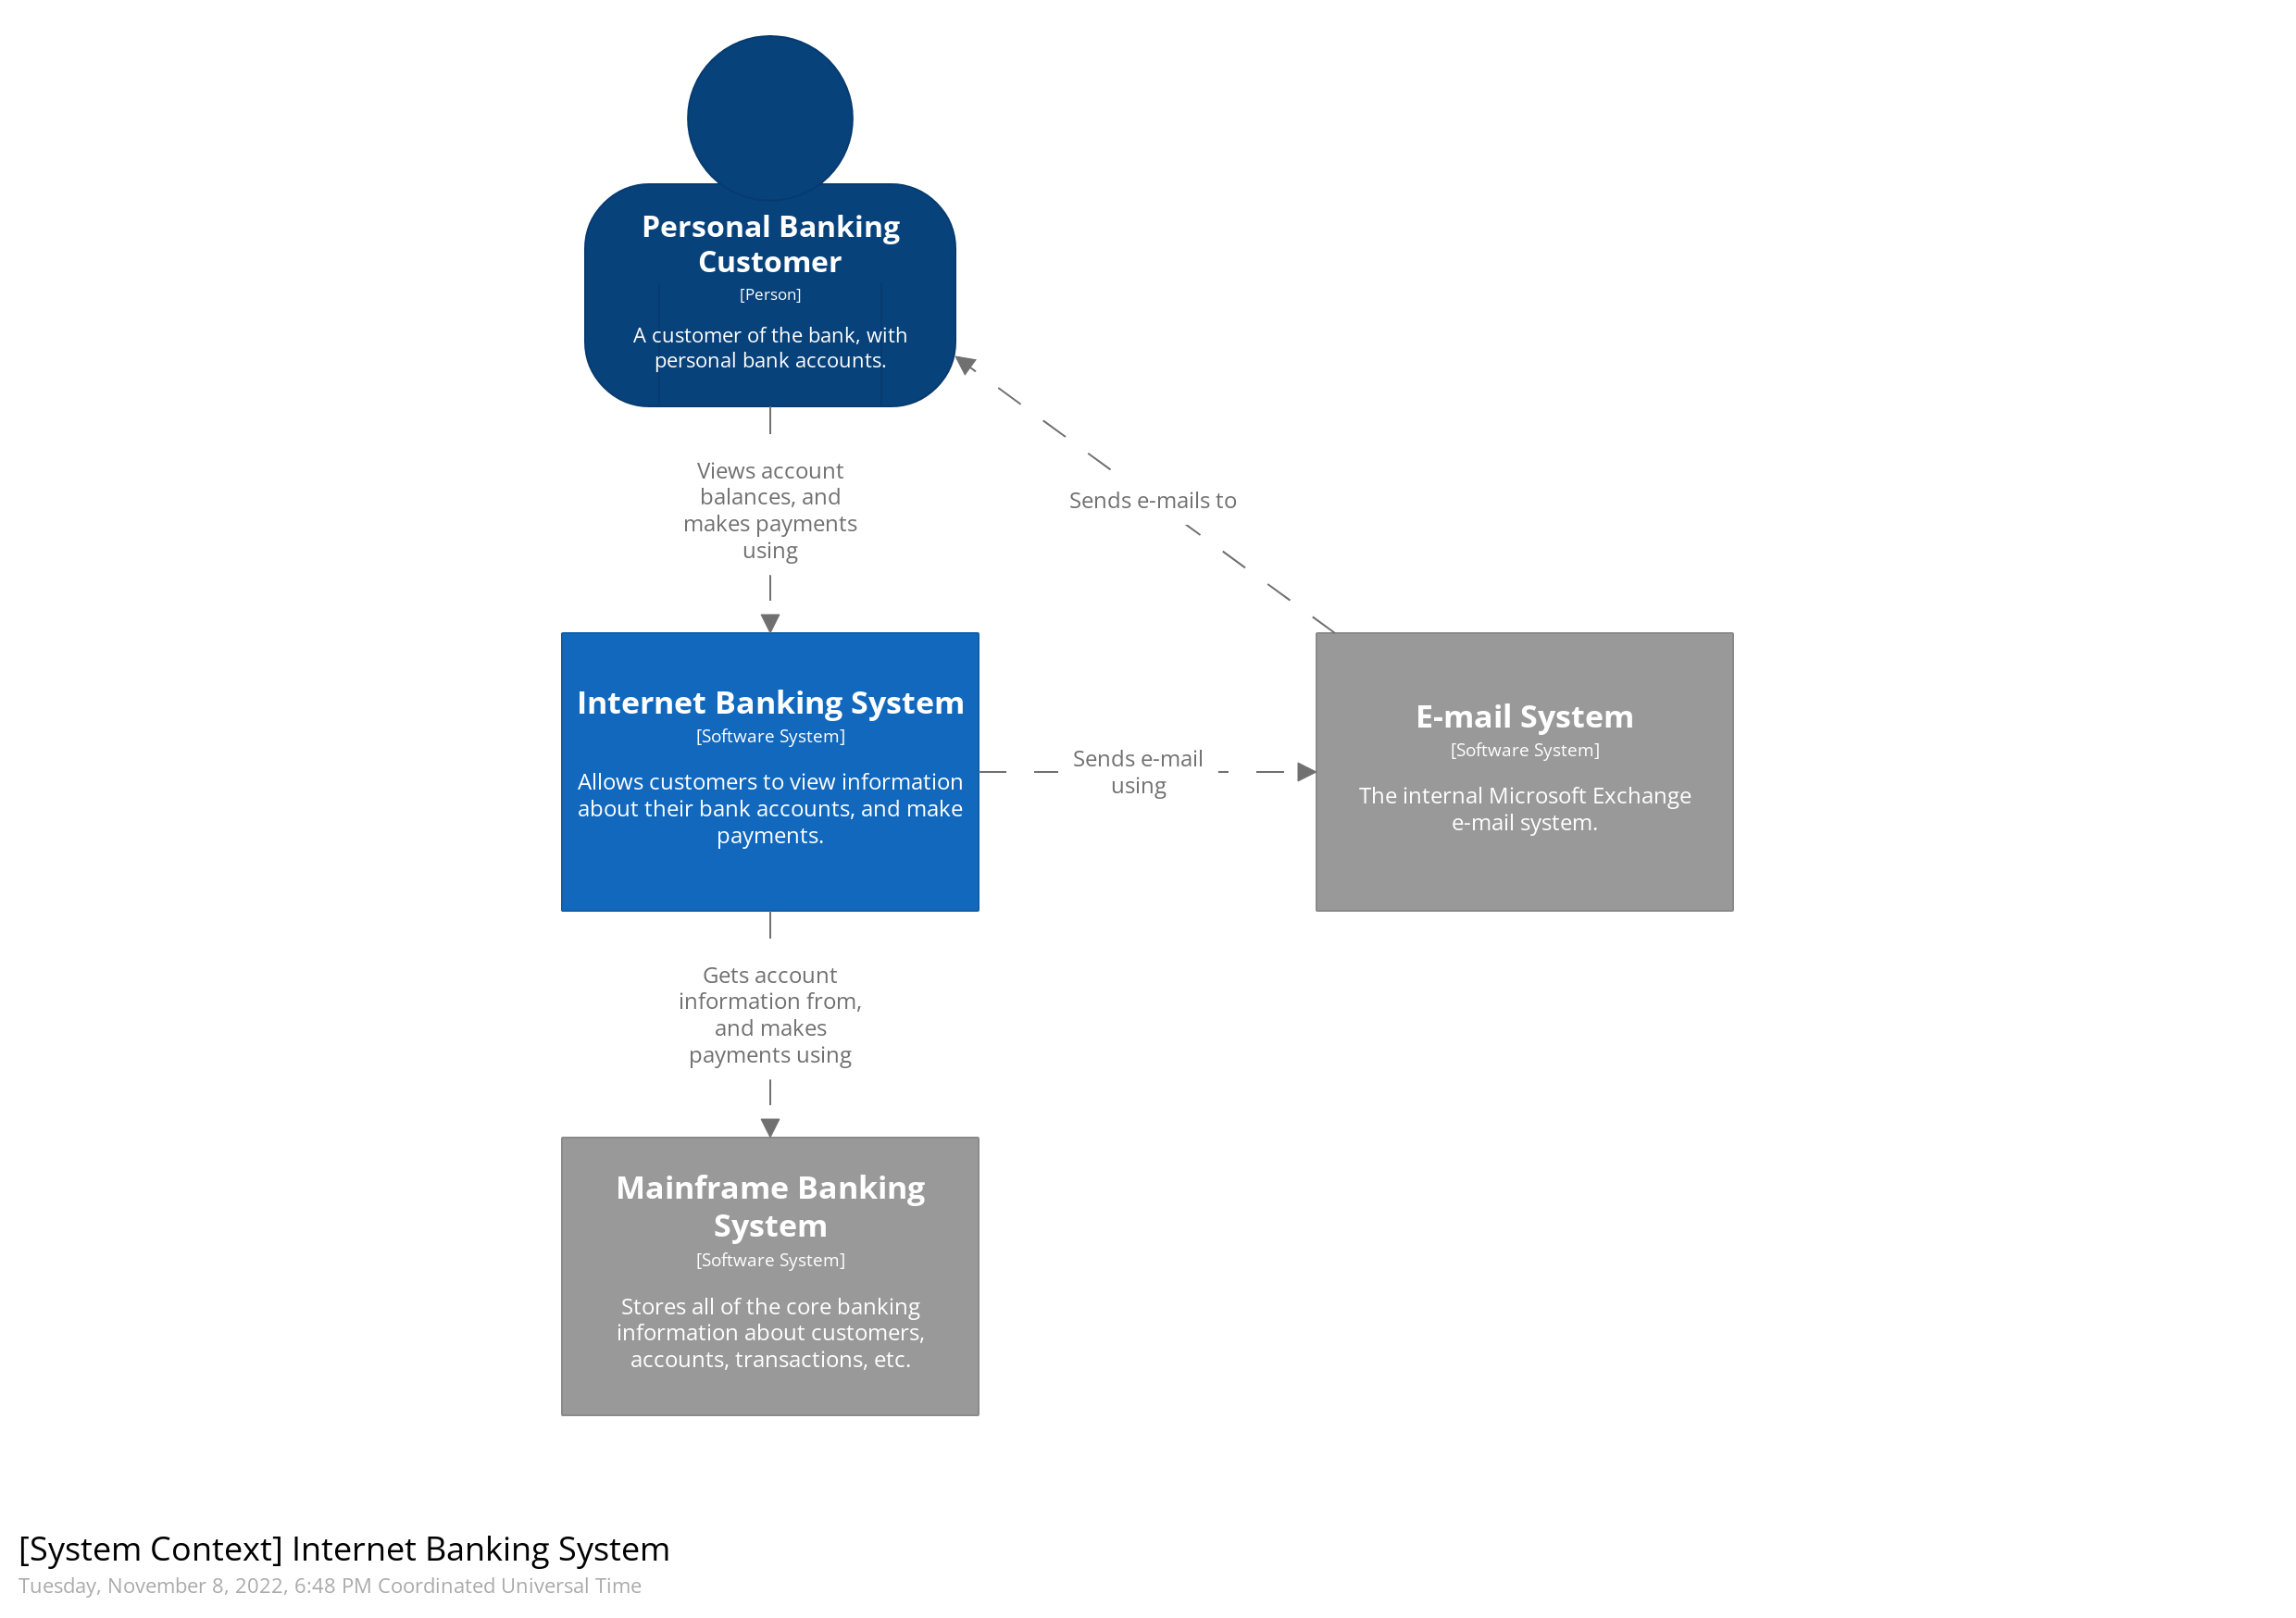 Personal Banking
Customer
[Person]
A customer of the bank, with
personal bank accounts.
Views account
balances, and
makes payments
using
Sends e-mails to
Internet Banking System
[Software System]
Allows customers to view information
about their bank accounts, and make
payments.
Sends e-mail
using
E-mail System
[Software System]
The internal Microsoft Exchange
e-mail system.
Gets account
information from,
and makes
payments using
Mainframe Banking
System
[Software System]
Stores all of the core banking
information about customers,
accounts, transactions, etc.
[System Context] Internet Banking System
Tuesday, November 8, 2022, 6:48 PM Coordinated Universal Time